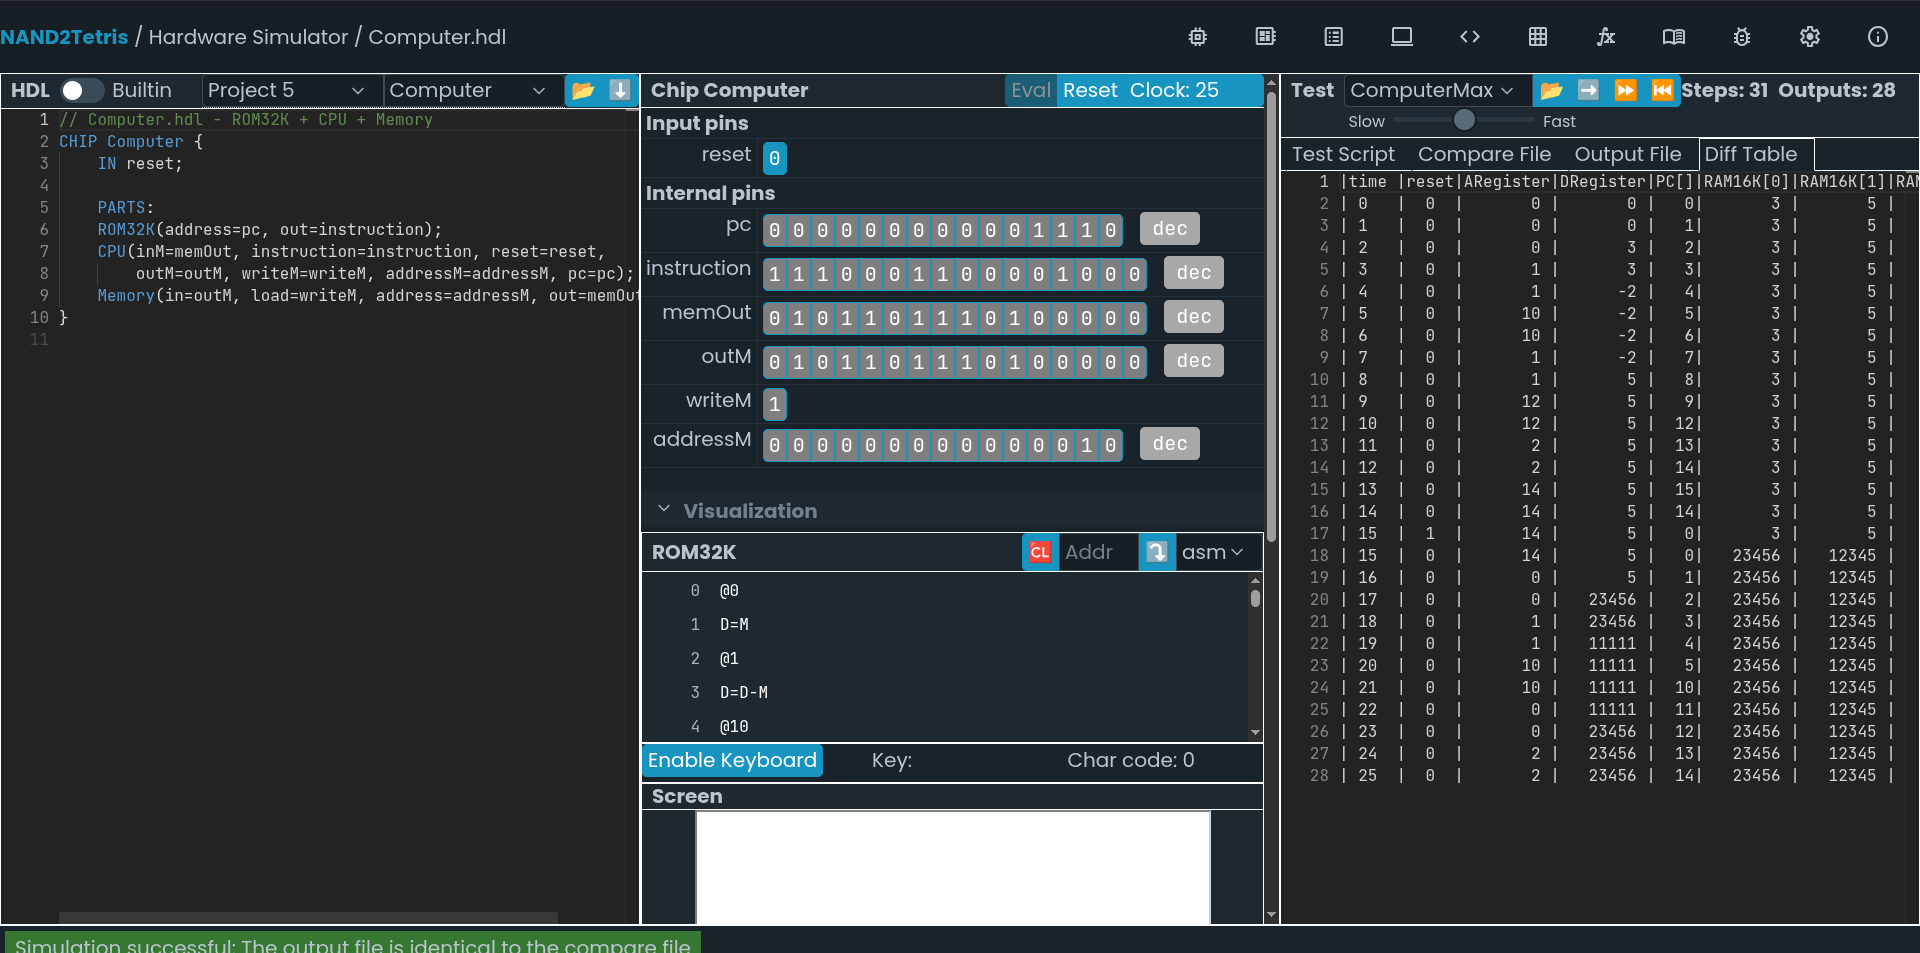 NAND2Tetris / Hardware Simulator / Computer.hdl
HDL Builtin Project 5 Computer
1 // Computer.hdl - ROM32K + CPU + Memory
2 CHIP Computer {
3 IN reset;
4
5 PARTS:
6 ROM32K(address=pc, out=instruction);
7 CPU(inM=memOut, instruction=instruction, reset=reset,
8 outM=outM, writeM=writeM, addressM=addressM, pc=pc);
9 Memory(in=outM, load=writeM, address=addressM, out=memOut
10 }
11
Chip Computer Eval Reset Clock: 25
Input pins
reset 0
Internal pins
pc 0 0 0 0 0 0 0 0 0 0 0 1 1 1 0 dec
instruction 1 1 1 0 0 0 1 1 0 0 0 0 1 0 0 0 dec
memOut 0 1 0 1 1 0 1 1 1 0 1 0 0 0 0 0 dec
outM 0 1 0 1 1 0 1 1 1 0 1 0 0 0 0 0 dec
writeM 1
addressM 0 0 0 0 0 0 0 0 0 0 0 0 0 1 0 dec
Visualization
ROM32K CL Addr asm
0 @0
1 D=M
2 @1
3 D=D-M
4 @10
Enable Keyboard Key: Char code: 0
Screen
Test ComputerMax Steps: 31 Outputs: 28
Slow Fast
Test Script Compare File Output File Diff Table
1 |time |reset|ARegister|DRegister|PC[]|RAM16K[0]|RAM16K[1]|RAM
2 | 0 | 0 | 0 | 0 | 0| 3 | 5 |
3 | 1 | 0 | 0 | 0 | 1| 3 | 5 |
4 | 2 | 0 | 0 | 3 | 2| 3 | 5 |
5 | 3 | 0 | 1 | 3 | 3| 3 | 5 |
6 | 4 | 0 | 1 | -2 | 4| 3 | 5 |
7 | 5 | 0 | 10 | -2 | 5| 3 | 5 |
8 | 6 | 0 | 10 | -2 | 6| 3 | 5 |
9 | 7 | 0 | 1 | -2 | 7| 3 | 5 |
10 | 8 | 0 | 1 | 5 | 8| 3 | 5 |
11 | 9 | 0 | 12 | 5 | 9| 3 | 5 |
12 | 10 | 0 | 12 | 5 | 12| 3 | 5 |
13 | 11 | 0 | 2 | 5 | 13| 3 | 5 |
14 | 12 | 0 | 2 | 5 | 14| 3 | 5 |
15 | 13 | 0 | 14 | 5 | 15| 3 | 5 |
16 | 14 | 0 | 14 | 5 | 14| 3 | 5 |
17 | 15 | 1 | 14 | 5 | 0| 3 | 5 |
18 | 15 | 0 | 14 | 5 | 0| 23456 | 12345 |
19 | 16 | 0 | 0 | 5 | 1| 23456 | 12345 |
20 | 17 | 0 | 0 | 23456 | 2| 23456 | 12345 |
21 | 18 | 0 | 1 | 23456 | 3| 23456 | 12345 |
22 | 19 | 0 | 1 | 11111 | 4| 23456 | 12345 |
23 | 20 | 0 | 10 | 11111 | 5| 23456 | 12345 |
24 | 21 | 0 | 10 | 11111 | 10| 23456 | 12345 |
25 | 22 | 0 | 0 | 11111 | 11| 23456 | 12345 |
26 | 23 | 0 | 0 | 23456 | 12| 23456 | 12345 |
27 | 24 | 0 | 2 | 23456 | 13| 23456 | 12345 |
28 | 25 | 0 | 2 | 23456 | 14| 23456 | 12345 |
Simulation successful: The output file is identical to the compare file